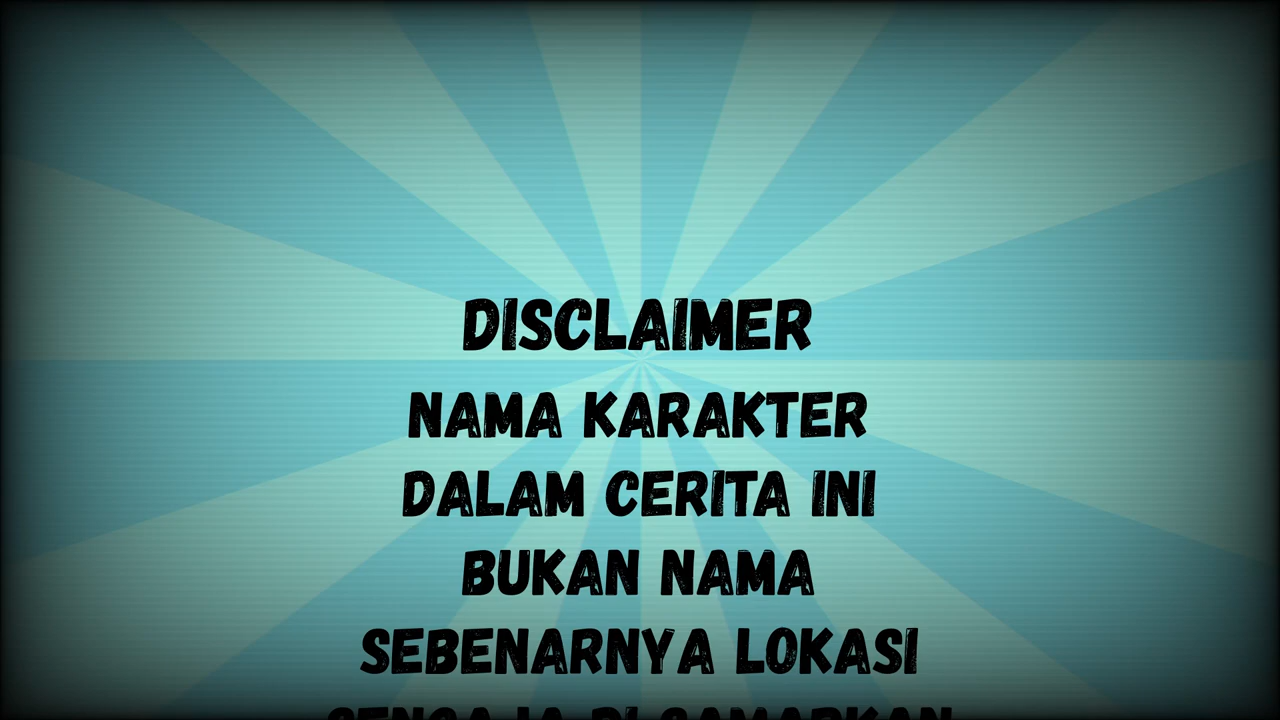 DISCLAIMER
NAMA KARAKTER
DALAM CERITA INI
BUKAN NAMA
SEBENARNYA LOKASI